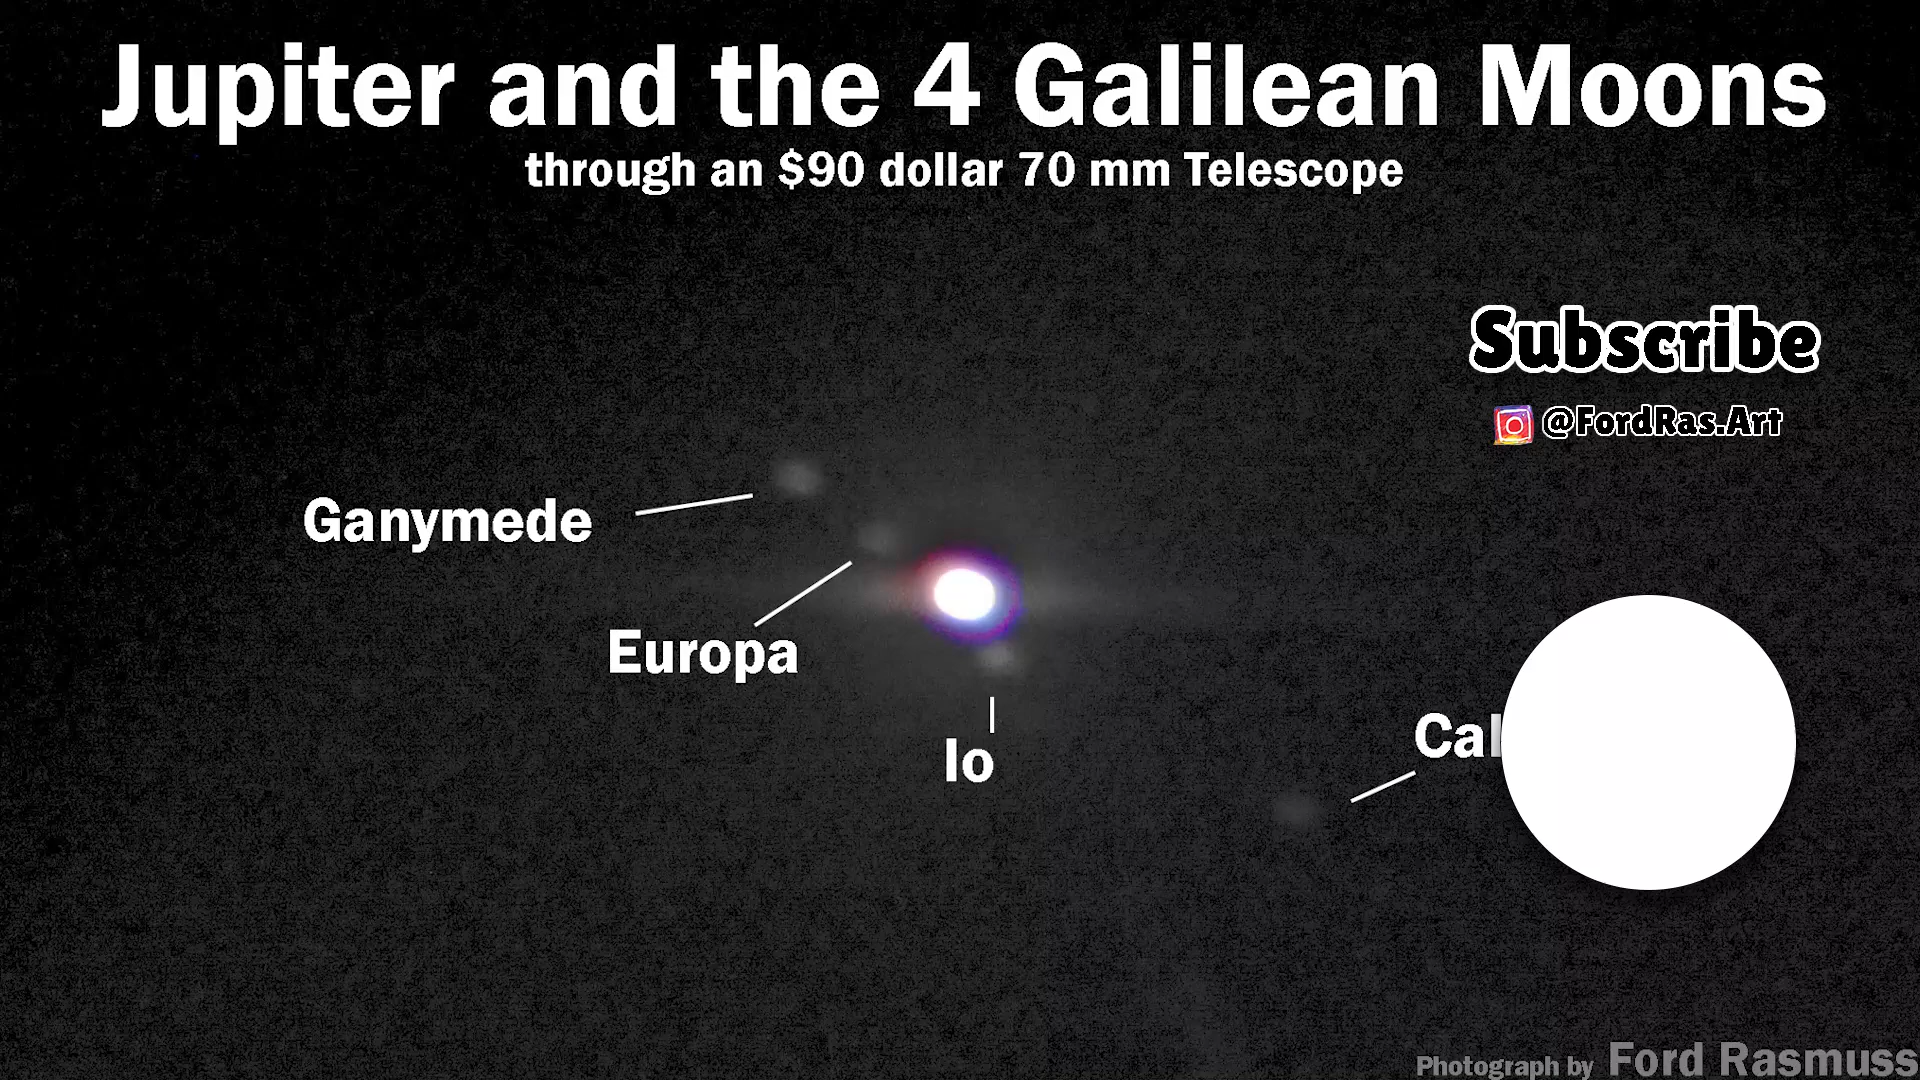 Jupiter and the 4 Galilean Moons
through an $90 dollar 70 mm Telescope
Subscribe
@FordRas.Art
Ganymede
Europa
Io
Photograph by Ford Rasmuss